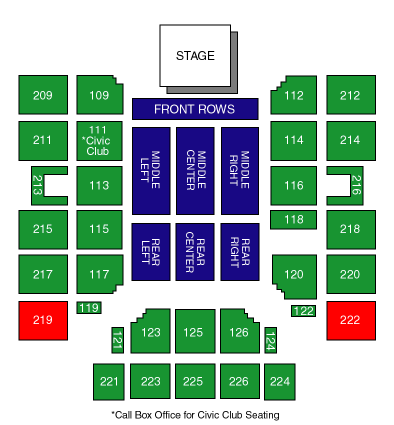 STAGE
FRONT ROWS
209
109
112
212
211
111
*Civic
Club
114
214
MIDDLE
LEFT
MIDDLE
CENTER
MIDDLE
RIGHT
213
113
116
216
118
215
115
218
REAR
LEFT
REAR
CENTER
REAR
RIGHT
217
117
120
220
219
119
122
222
121
123
125
126
124
221
223
225
226
224
*Call Box Office for Civic Club Seating